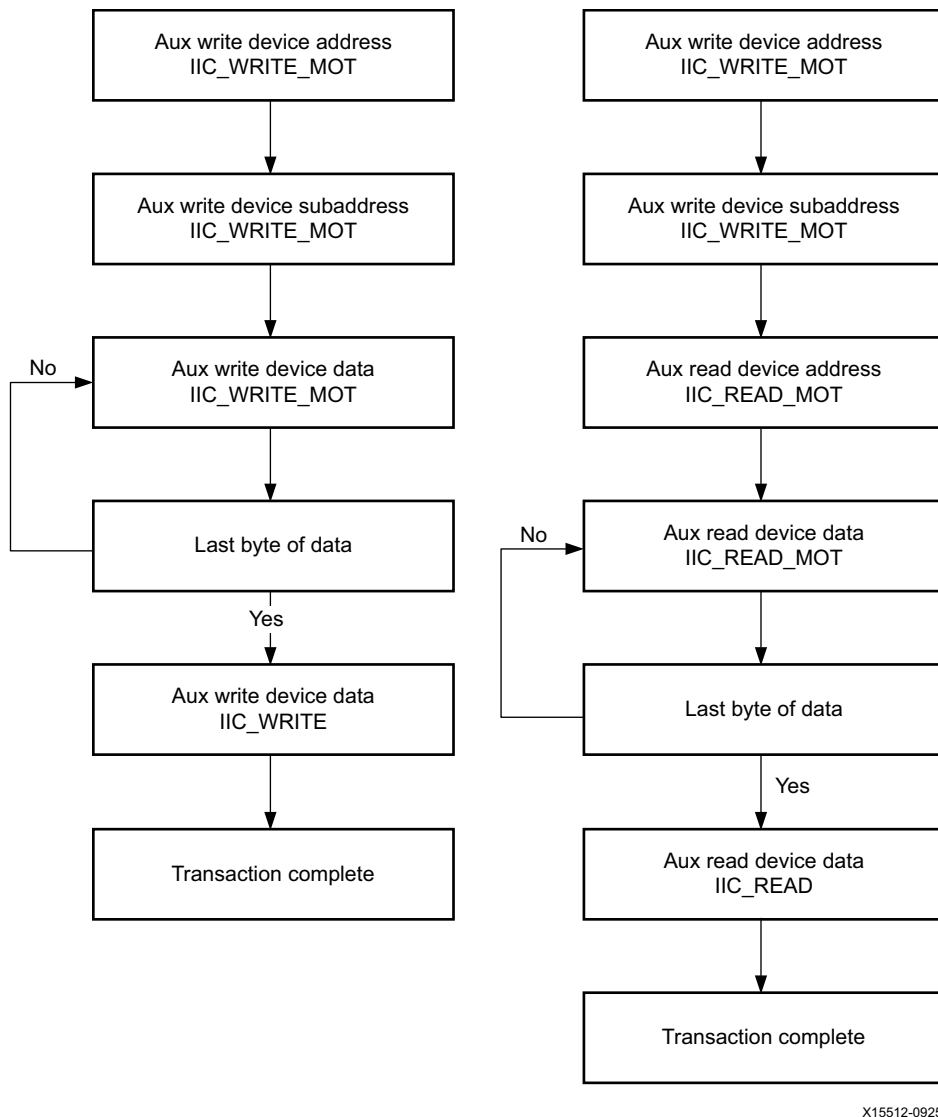 Aux write device address
IIC_WRITE_MOT
Aux write device subaddress
IIC_WRITE_MOT
No
Aux write device data
IIC_WRITE_MOT
Last byte of data
Yes
Aux write device data
IIC_WRITE
Transaction complete
Aux write device address
IIC_WRITE_MOT
Aux write device subaddress
IIC_WRITE_MOT
Aux read device address
IIC_READ_MOT
No
Aux read device data
IIC_READ_MOT
Last byte of data
Yes
Aux read device data
IIC_READ
Transaction complete
X15512-0925